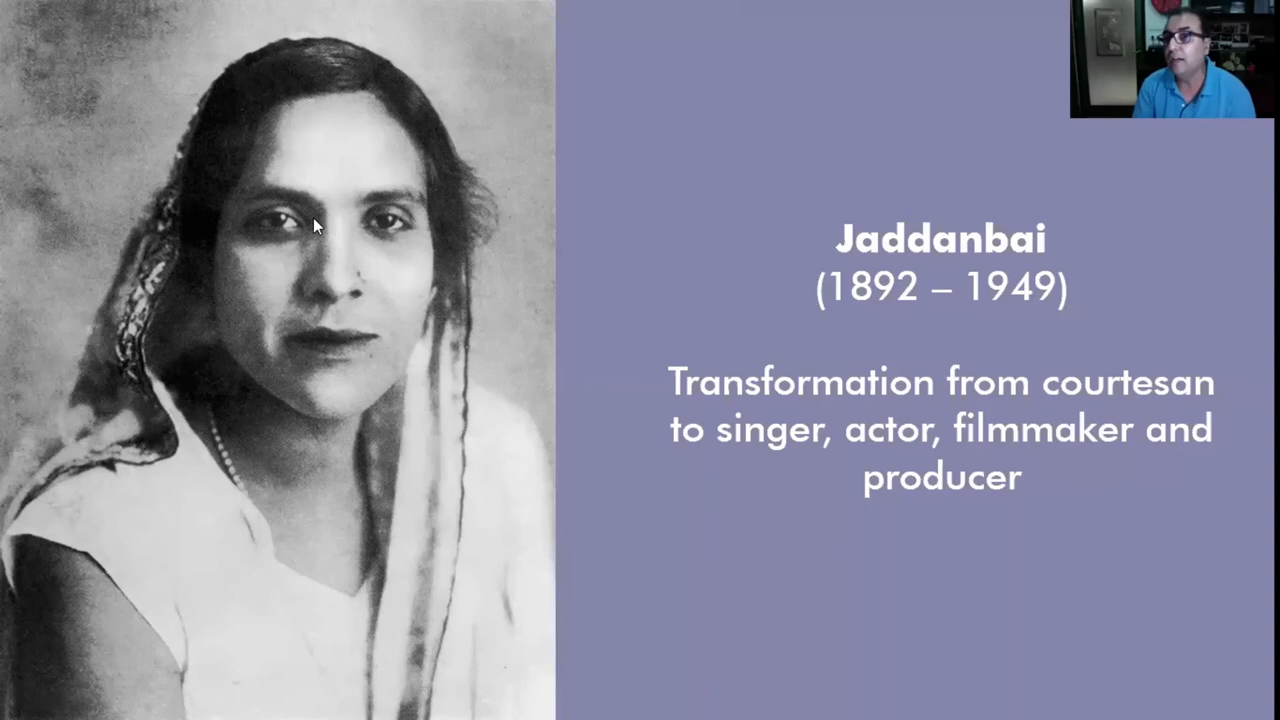 Jaddanbai
(1892 – 1949)
Transformation from courtesan
to singer, actor, filmmaker and
producer